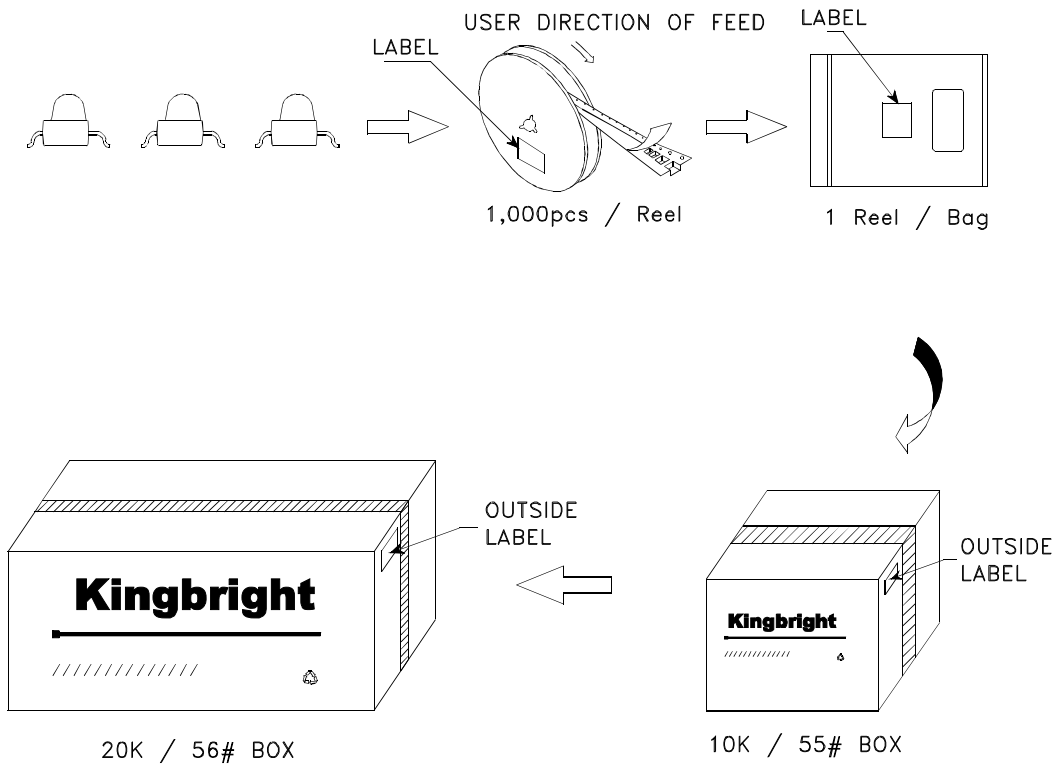 USER DIRECTION OF FEED
LABEL
LABEL
1,000pcs / Reel
1 Reel / Bag
OUTSIDE
LABEL
Kingbright
20K / 56# BOX
OUTSIDE
LABEL
Kingbright
10K / 55# BOX